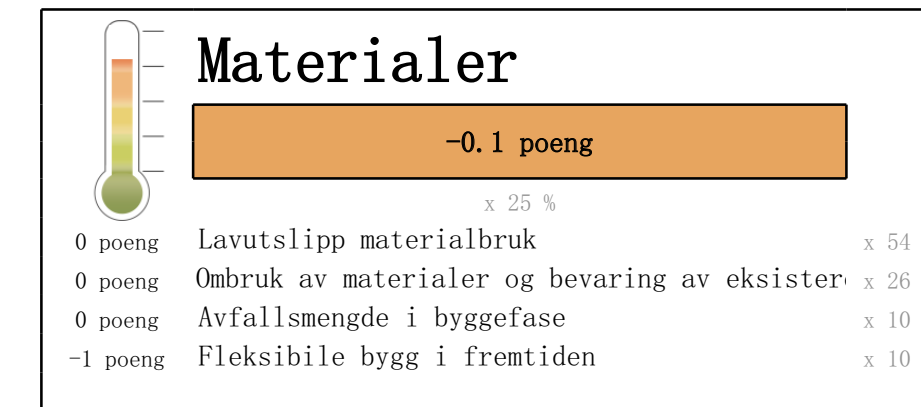 Materialer
-0.1 poeng
x 25 %
0 poeng Lavutslipp materialbruk x 54
0 poeng Ombruk av materialer og bevaring av eksister x 26
0 poeng Avfallsmengde i byggefase x 10
-1 poeng Fleksibile bygg i fremtiden x 10